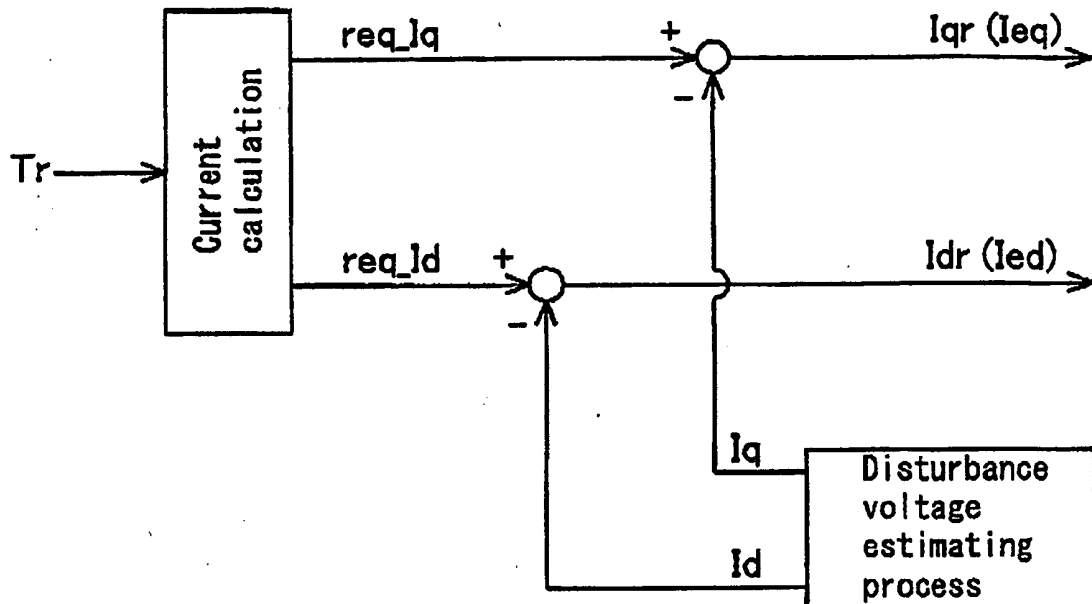 req_Iq
+
Iqr (Ieq)
−
Tr
Current
calculation
req_Id
+
Idr (Ied)
−
Iq
Id
Disturbance
voltage
estimating
process